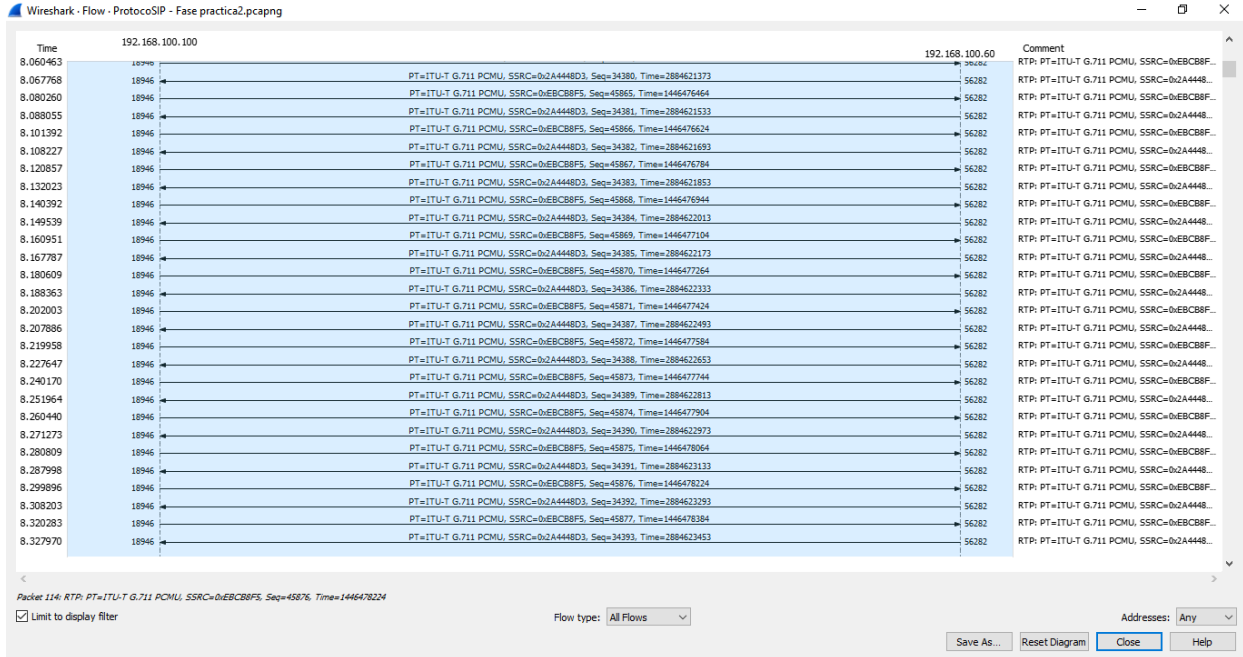 Wireshark · Flow · ProtocoSIP - Fase practica2.pcapng
Time 192.168.100.100 192.168.100.60 Comment
8.060463 18946 56282 RTP: PT=ITU-T G.711 PCMU, SSRC=0xEBCB8F...
8.067768 18946 PT=ITU-T G.711 PCMU, SSRC=0x2A4448D3, Seq=34380, Time=2884621373 56282 RTP: PT=ITU-T G.711 PCMU, SSRC=0x2A4448...
8.080260 18946 PT=ITU-T G.711 PCMU, SSRC=0xEBCB8F5, Seq=45865, Time=1446476464 56282 RTP: PT=ITU-T G.711 PCMU, SSRC=0xEBCB8F...
8.088055 18946 PT=ITU-T G.711 PCMU, SSRC=0x2A4448D3, Seq=34381, Time=2884621533 56282 RTP: PT=ITU-T G.711 PCMU, SSRC=0x2A4448...
8.101392 18946 PT=ITU-T G.711 PCMU, SSRC=0xEBCB8F5, Seq=45866, Time=1446476624 56282 RTP: PT=ITU-T G.711 PCMU, SSRC=0xEBCB8F...
8.108227 18946 PT=ITU-T G.711 PCMU, SSRC=0x2A4448D3, Seq=34382, Time=2884621693 56282 RTP: PT=ITU-T G.711 PCMU, SSRC=0x2A4448...
8.120857 18946 PT=ITU-T G.711 PCMU, SSRC=0xEBCB8F5, Seq=45867, Time=1446476784 56282 RTP: PT=ITU-T G.711 PCMU, SSRC=0xEBCB8F...
8.132023 18946 PT=ITU-T G.711 PCMU, SSRC=0x2A4448D3, Seq=34383, Time=2884621853 56282 RTP: PT=ITU-T G.711 PCMU, SSRC=0x2A4448...
8.140392 18946 PT=ITU-T G.711 PCMU, SSRC=0xEBCB8F5, Seq=45868, Time=1446476944 56282 RTP: PT=ITU-T G.711 PCMU, SSRC=0xEBCB8F...
8.149539 18946 PT=ITU-T G.711 PCMU, SSRC=0x2A4448D3, Seq=34384, Time=2884622013 56282 RTP: PT=ITU-T G.711 PCMU, SSRC=0x2A4448...
8.160951 18946 PT=ITU-T G.711 PCMU, SSRC=0xEBCB8F5, Seq=45869, Time=1446477104 56282 RTP: PT=ITU-T G.711 PCMU, SSRC=0xEBCB8F...
8.167787 18946 PT=ITU-T G.711 PCMU, SSRC=0x2A4448D3, Seq=34385, Time=2884622173 56282 RTP: PT=ITU-T G.711 PCMU, SSRC=0x2A4448...
8.180609 18946 PT=ITU-T G.711 PCMU, SSRC=0xEBCB8F5, Seq=45870, Time=1446477264 56282 RTP: PT=ITU-T G.711 PCMU, SSRC=0xEBCB8F...
8.188363 18946 PT=ITU-T G.711 PCMU, SSRC=0x2A4448D3, Seq=34386, Time=2884622333 56282 RTP: PT=ITU-T G.711 PCMU, SSRC=0x2A4448...
8.202003 18946 PT=ITU-T G.711 PCMU, SSRC=0xEBCB8F5, Seq=45871, Time=1446477424 56282 RTP: PT=ITU-T G.711 PCMU, SSRC=0xEBCB8F...
8.207886 18946 PT=ITU-T G.711 PCMU, SSRC=0x2A4448D3, Seq=34387, Time=2884622493 56282 RTP: PT=ITU-T G.711 PCMU, SSRC=0x2A4448...
8.219958 18946 PT=ITU-T G.711 PCMU, SSRC=0xEBCB8F5, Seq=45872, Time=1446477584 56282 RTP: PT=ITU-T G.711 PCMU, SSRC=0xEBCB8F...
8.227647 18946 PT=ITU-T G.711 PCMU, SSRC=0x2A4448D3, Seq=34388, Time=2884622653 56282 RTP: PT=ITU-T G.711 PCMU, SSRC=0x2A4448...
8.240170 18946 PT=ITU-T G.711 PCMU, SSRC=0xEBCB8F5, Seq=45873, Time=1446477744 56282 RTP: PT=ITU-T G.711 PCMU, SSRC=0xEBCB8F...
8.251964 18946 PT=ITU-T G.711 PCMU, SSRC=0x2A4448D3, Seq=34389, Time=2884622813 56282 RTP: PT=ITU-T G.711 PCMU, SSRC=0x2A4448...
8.260440 18946 PT=ITU-T G.711 PCMU, SSRC=0xEBCB8F5, Seq=45874, Time=1446477904 56282 RTP: PT=ITU-T G.711 PCMU, SSRC=0xEBCB8F...
8.271273 18946 PT=ITU-T G.711 PCMU, SSRC=0x2A4448D3, Seq=34390, Time=2884622973 56282 RTP: PT=ITU-T G.711 PCMU, SSRC=0x2A4448...
8.280809 18946 PT=ITU-T G.711 PCMU, SSRC=0xEBCB8F5, Seq=45875, Time=1446478064 56282 RTP: PT=ITU-T G.711 PCMU, SSRC=0xEBCB8F...
8.287998 18946 PT=ITU-T G.711 PCMU, SSRC=0x2A4448D3, Seq=34391, Time=2884623133 56282 RTP: PT=ITU-T G.711 PCMU, SSRC=0x2A4448...
8.299896 18946 PT=ITU-T G.711 PCMU, SSRC=0xEBCB8F5, Seq=45876, Time=1446478224 56282 RTP: PT=ITU-T G.711 PCMU, SSRC=0xEBCB8F...
8.308203 18946 PT=ITU-T G.711 PCMU, SSRC=0x2A4448D3, Seq=34392, Time=2884623293 56282 RTP: PT=ITU-T G.711 PCMU, SSRC=0x2A4448...
8.320283 18946 PT=ITU-T G.711 PCMU, SSRC=0xEBCB8F5, Seq=45877, Time=1446478384 56282 RTP: PT=ITU-T G.711 PCMU, SSRC=0xEBCB8F...
8.327970 18946 PT=ITU-T G.711 PCMU, SSRC=0x2A4448D3, Seq=34393, Time=2884623453 56282 RTP: PT=ITU-T G.711 PCMU, SSRC=0x2A4448...
Packet 114: RTP: PT=ITU-T G.711 PCMU, SSRC=0xEBCB8F5, Seq=45876, Time=1446478224
Limit to display filter Flow type: All Flows Addresses: Any
Save As... Reset Diagram Close Help